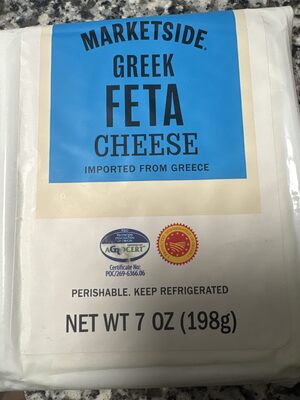 MARKETSIDE®
GREEK
FETA
CHEESE
IMPORTED FROM GREECE
AGROCERT
Certificate No:
POC/269-6366.06
PERISHABLE. KEEP REFRIGERATED
NET WT 7 OZ (198g)